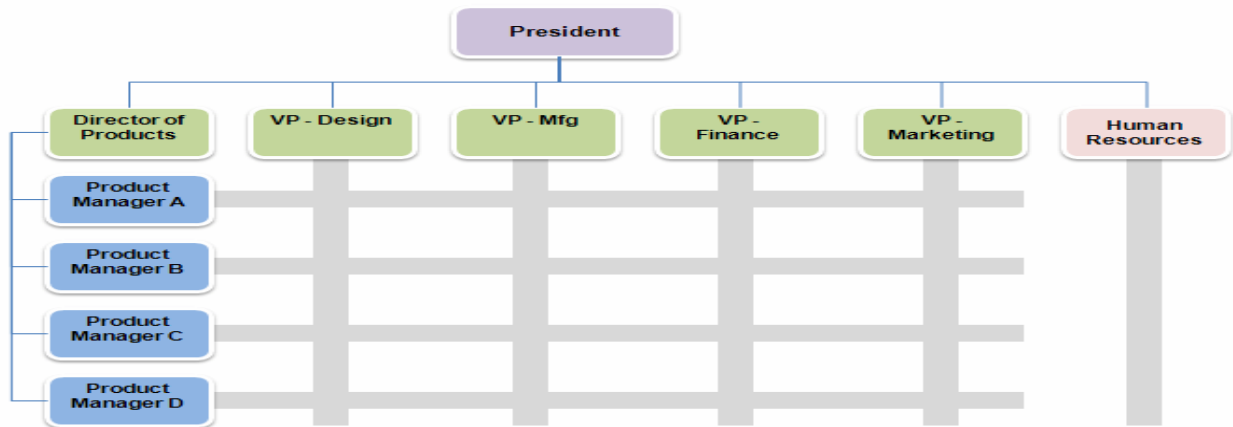 President
Director of
Products
VP - Design
VP - Mfg
VP -
Finance
VP -
Marketing
Human
Resources
Product
Manager A
Product
Manager B
Product
Manager C
Product
Manager D